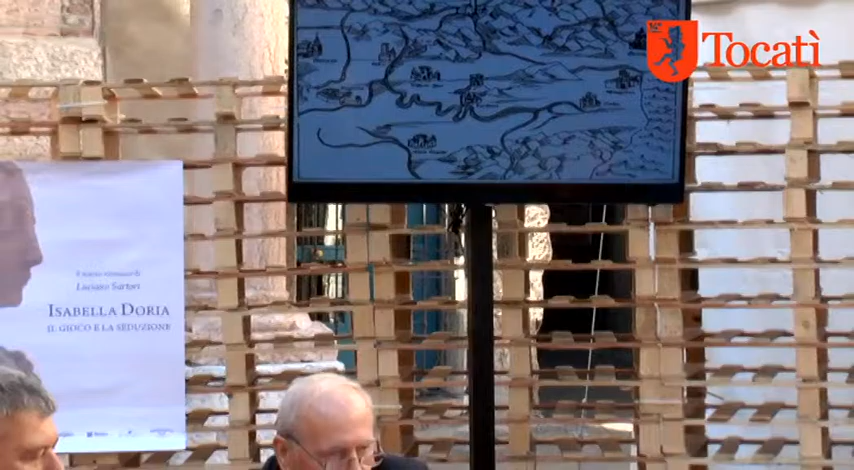 Tocatì
Il nuovo romanzo di
Luciano Sartori
ISABELLA DORIA
IL GIOCO E LA SEDUZIONE